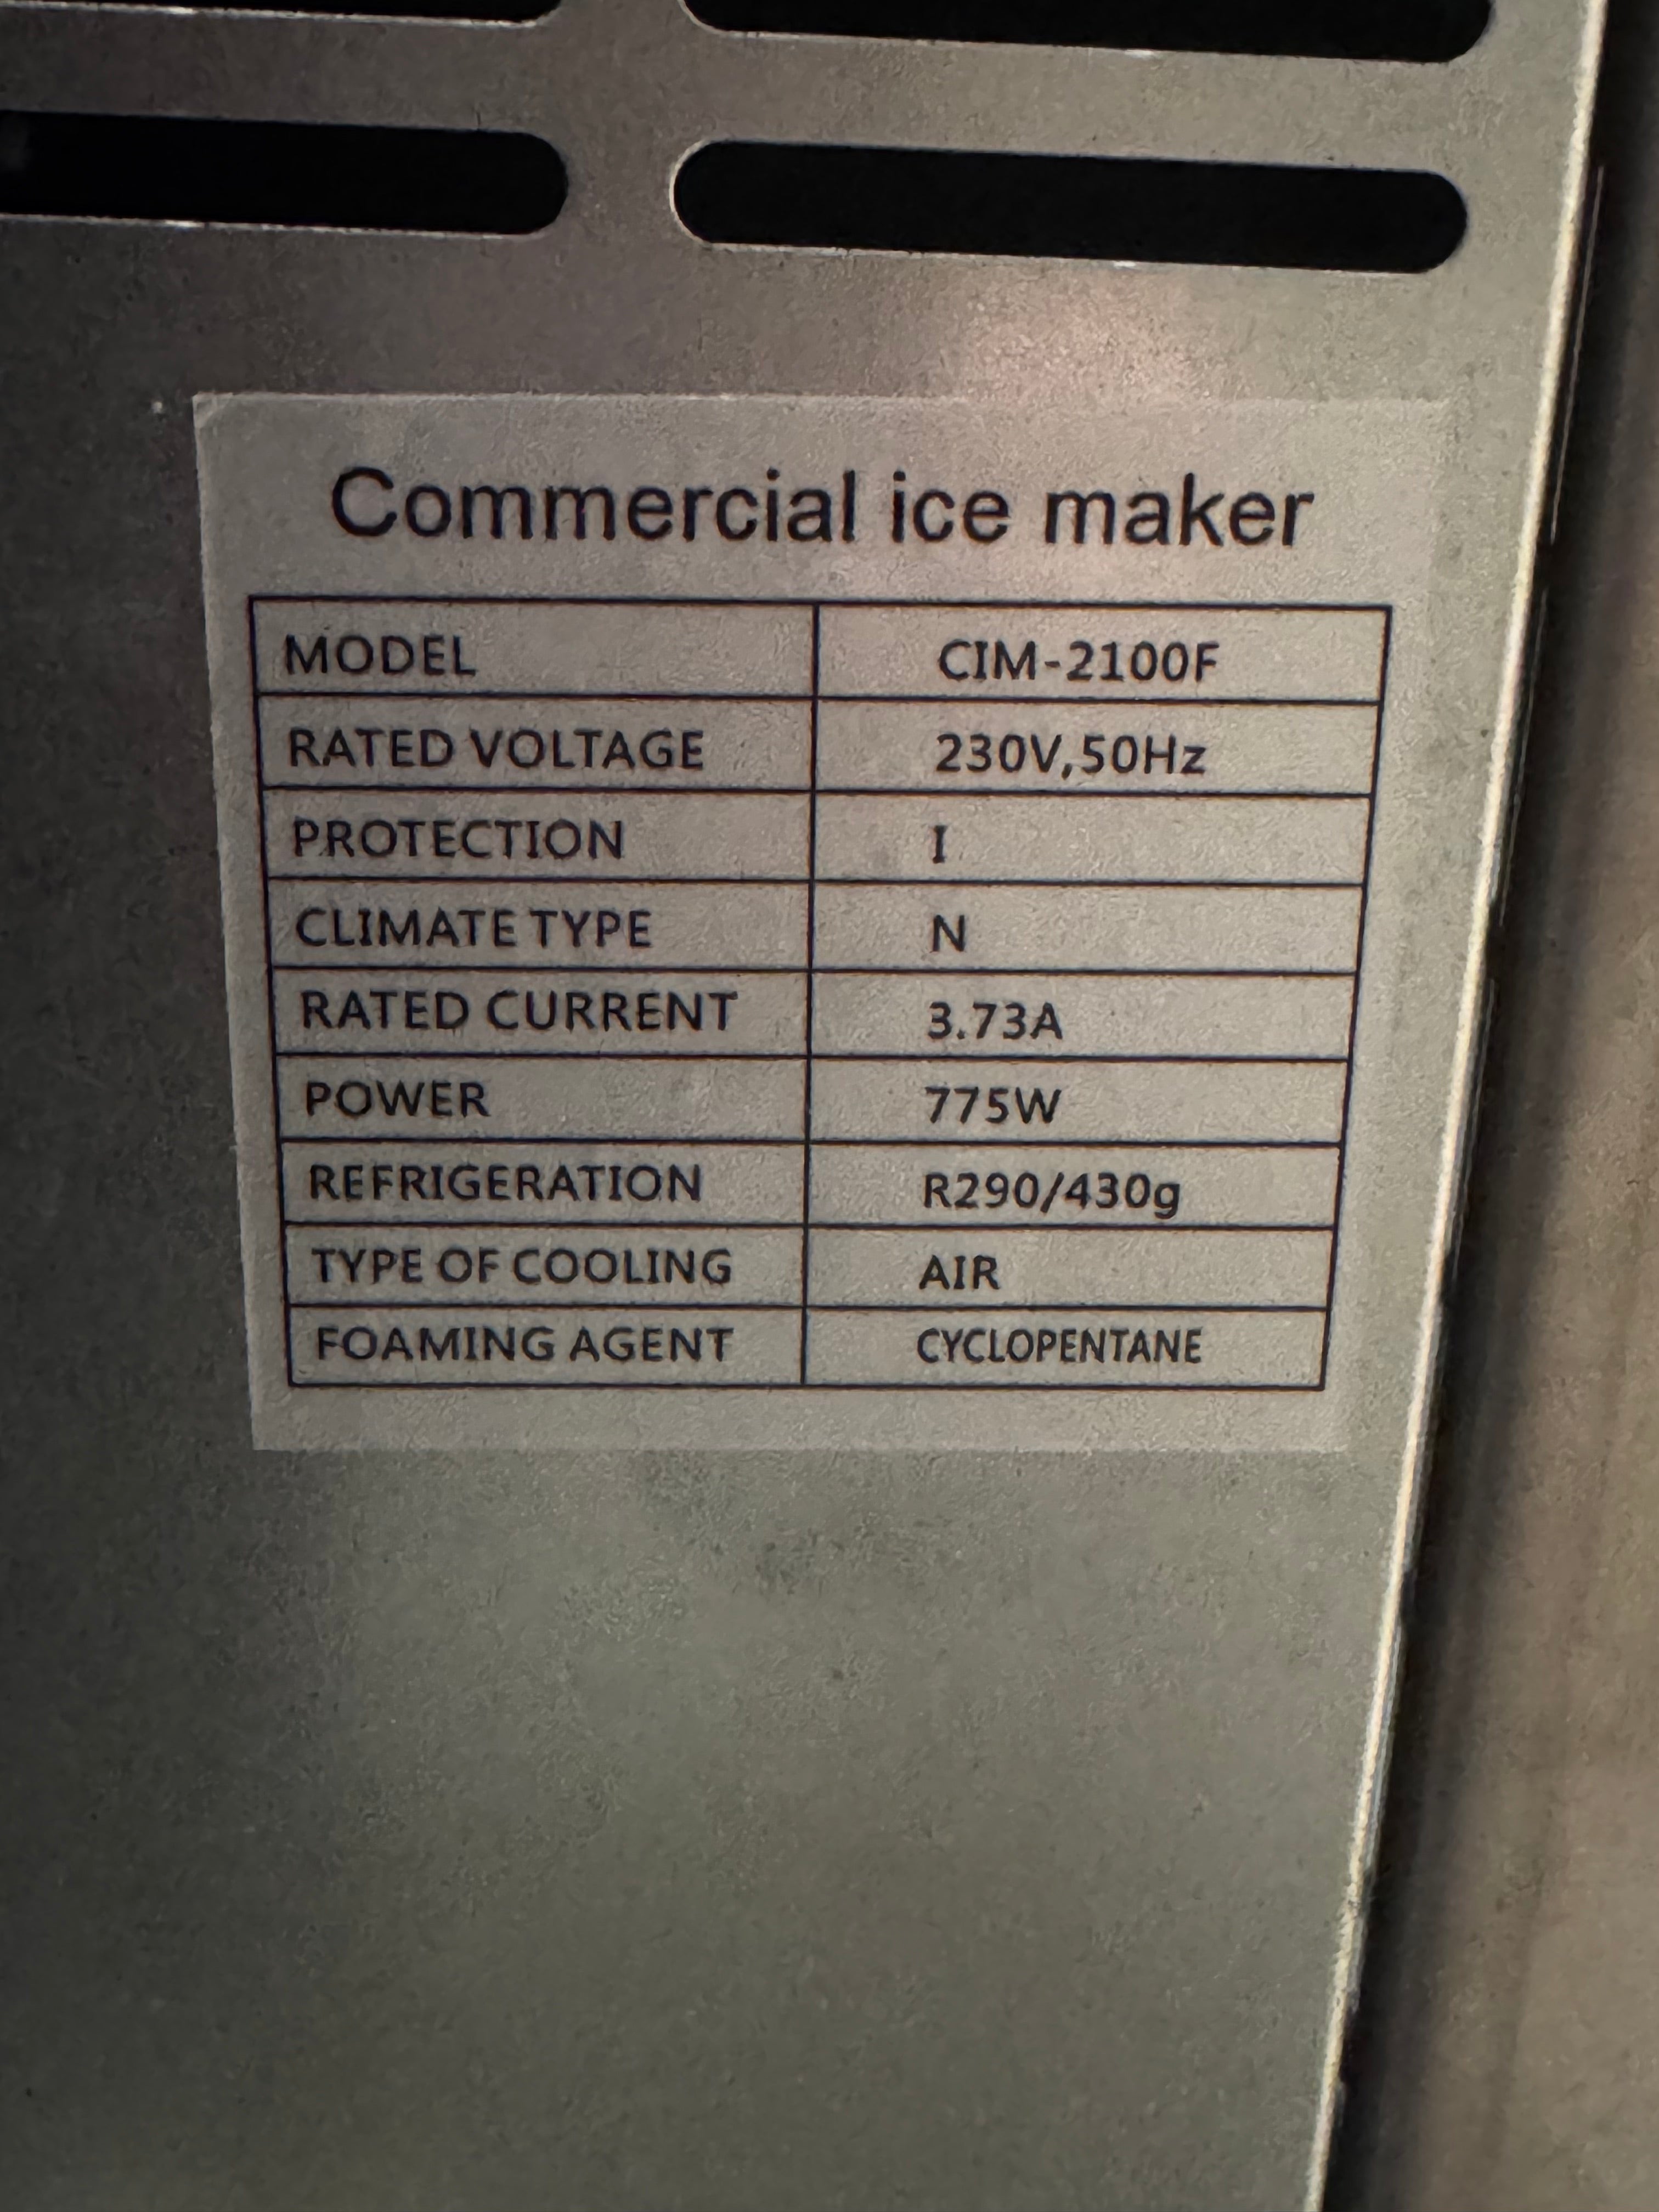 Commercial ice maker
MODEL CIM-2100F
RATED VOLTAGE 230V,50Hz
PROTECTION I
CLIMATE TYPE N
RATED CURRENT 3.73A
POWER 775W
REFRIGERATION R290/430g
TYPE OF COOLING AIR
FOAMING AGENT CYCLOPENTANE